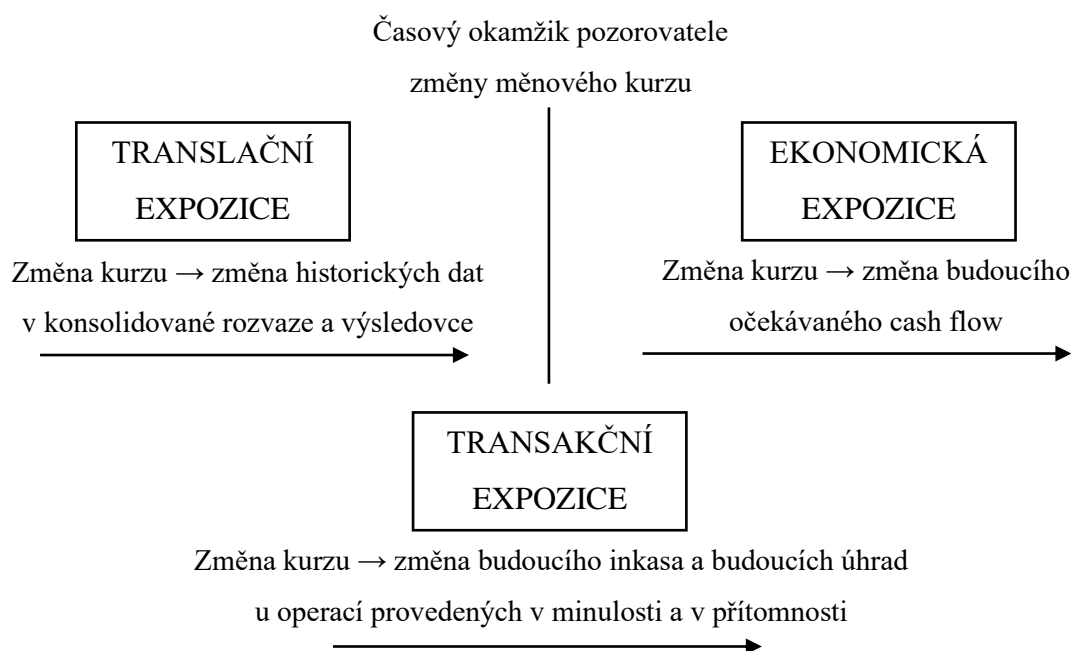 Časový okamžik pozorovatele
změny měnového kurzu
TRANSLAČNÍ
EXPOZICE
Změna kurzu → změna historických dat
v konsolidované rozvaze a výsledovce
EKONOMICKÁ
EXPOZICE
Změna kurzu → změna budoucího
očekávaného cash flow
TRANSAKČNÍ
EXPOZICE
Změna kurzu → změna budoucího inkasa a budoucích úhrad
u operací provedených v minulosti a v přítomnosti